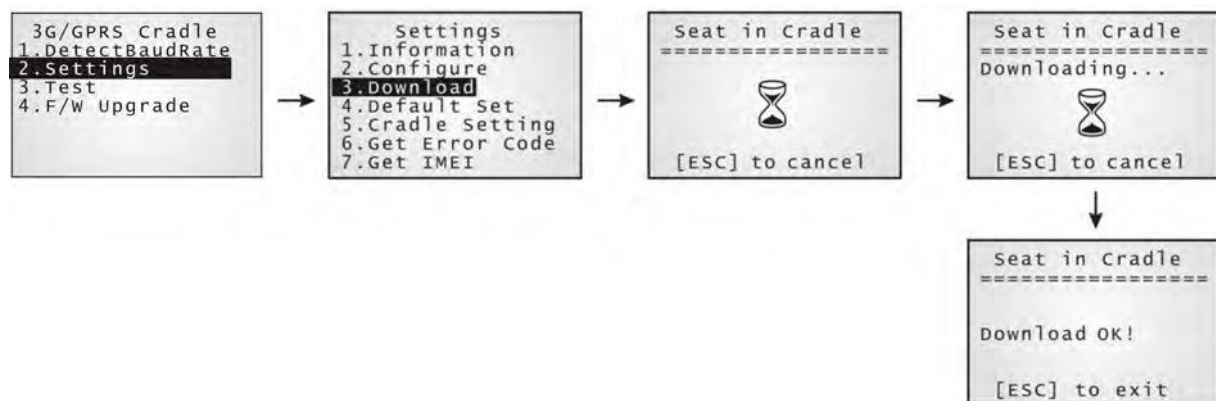 3G/GPRS Cradle
1.DetectBaudRate
2.Settings
3.Test
4.F/W Upgrade
Settings
1.Information
2.Configure
3.Download
4.Default Set
5.Cradle Setting
6.Get Error Code
7.Get IMEI
Seat in Cradle
=================
[ESC] to cancel
Seat in Cradle
=================
Downloading...
[ESC] to cancel
Seat in Cradle
=================
Download OK!
[ESC] to exit